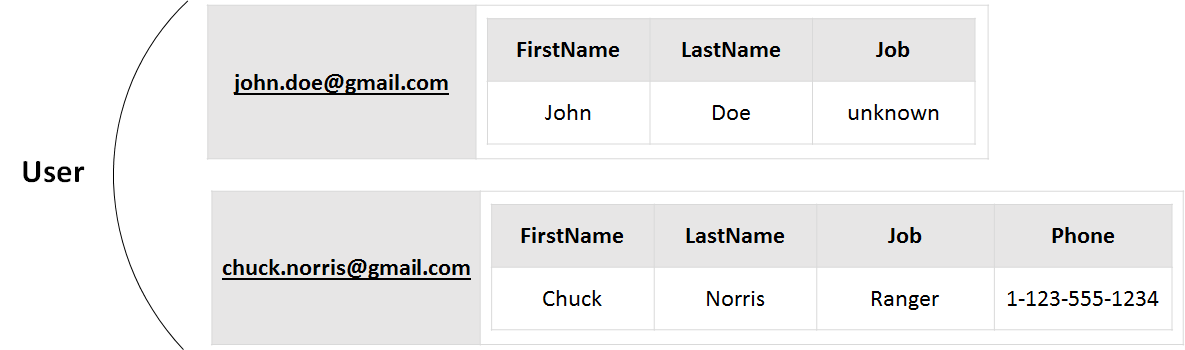 User
john.doe@gmail.com
FirstName LastName Job
John Doe unknown
chuck.norris@gmail.com
FirstName LastName Job Phone
Chuck Norris Ranger 1-123-555-1234